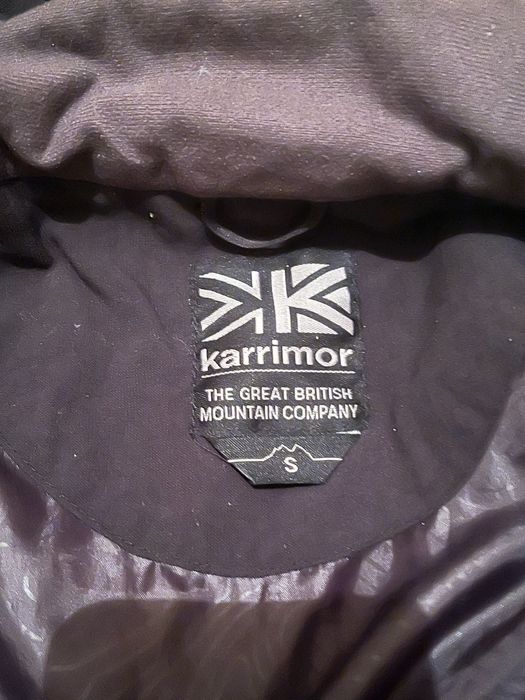 karrimor
THE GREAT BRITISH
MOUNTAIN COMPANY
S